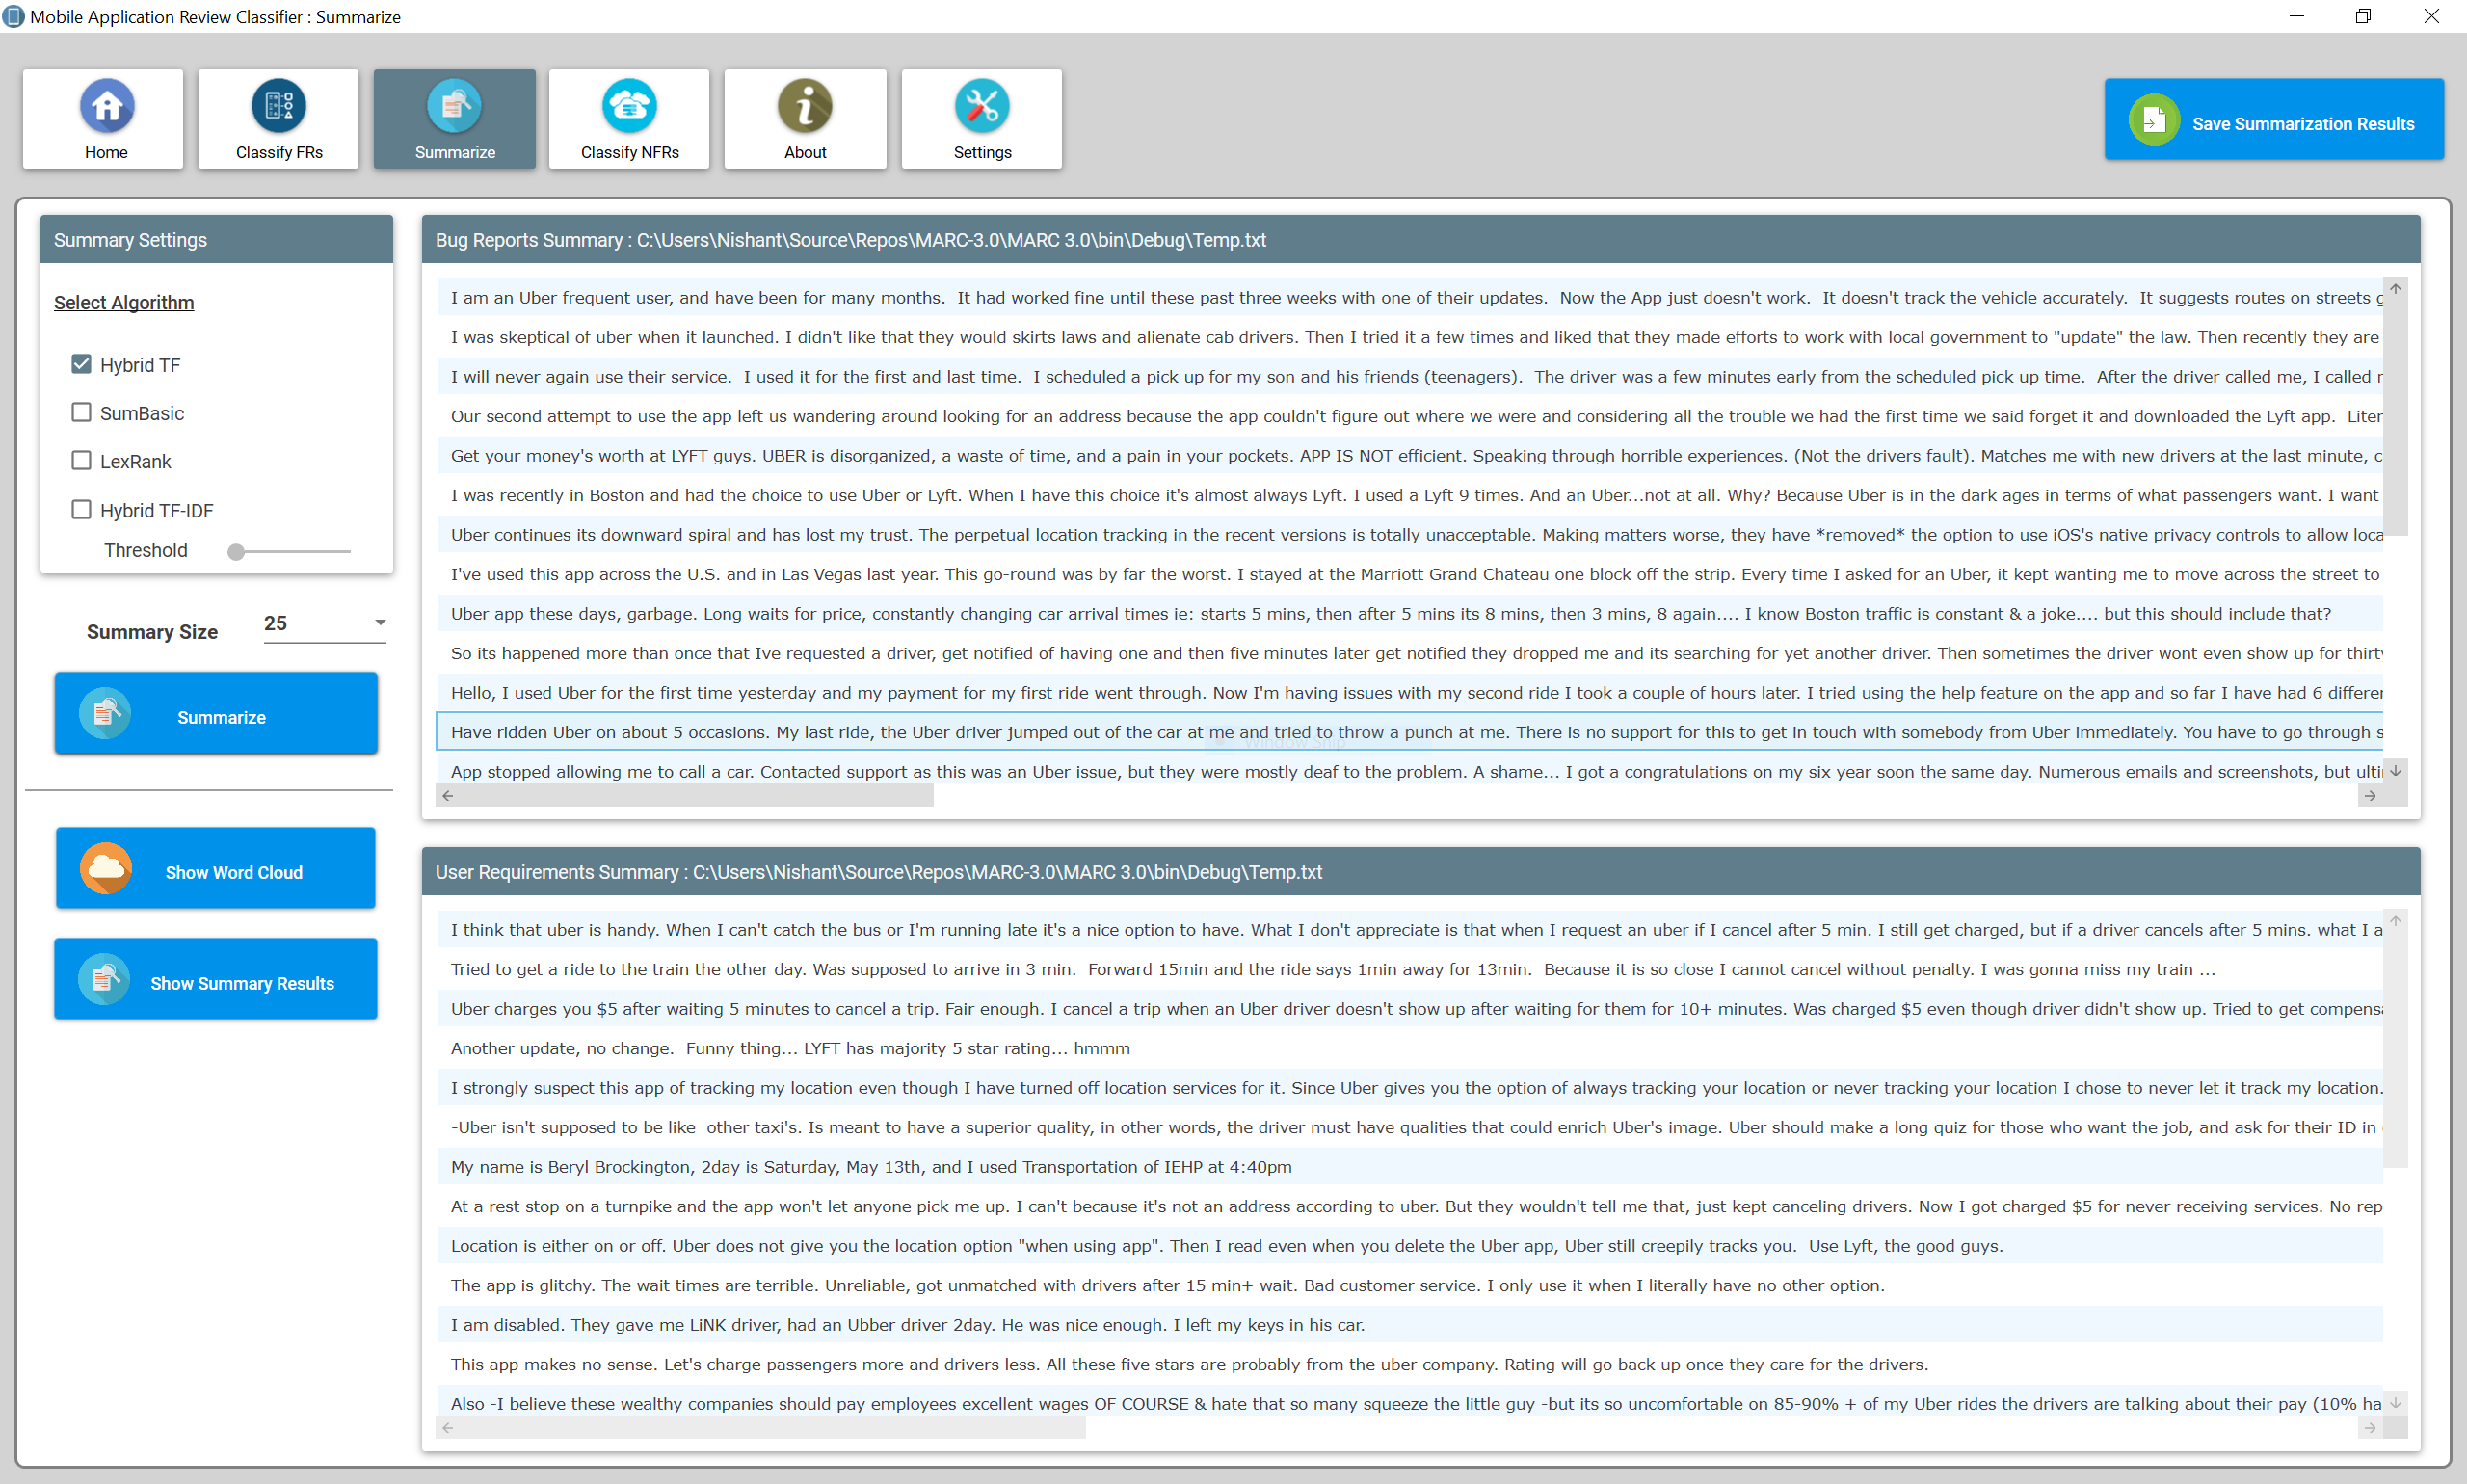 Mobile Application Review Classifier : Summarize
Home
Classify FRs
Summarize
Classify NFRs
About
Settings
Save Summarization Results
Summary Settings
Select Algorithm
Hybrid TF
SumBasic
LexRank
Hybrid TF-IDF
Threshold
Summary Size
25
Summarize
Show Word Cloud
Show Summary Results
Bug Reports Summary : C:\Users\Nishant\Source\Repos\MARC-3.0\MARC 3.0\bin\Debug\Temp.txt
I am an Uber frequent user, and have been for many months.  It had worked fine until these past three weeks with one of their updates.  Now the App just doesn't work.  It doesn't track the vehicle accurately.  It suggests routes on streets g
I was skeptical of uber when it launched. I didn't like that they would skirts laws and alienate cab drivers. Then I tried it a few times and liked that they made efforts to work with local government to "update" the law. Then recently they are
I will never again use their service.  I used it for the first and last time.  I scheduled a pick up for my son and his friends (teenagers).  The driver was a few minutes early from the scheduled pick up time.  After the driver called me, I called r
Our second attempt to use the app left us wandering around looking for an address because the app couldn't figure out where we were and considering all the trouble we had the first time we said forget it and downloaded the Lyft app.  Liter
Get your money's worth at LYFT guys. UBER is disorganized, a waste of time, and a pain in your pockets. APP IS NOT efficient. Speaking through horrible experiences. (Not the drivers fault). Matches me with new drivers at the last minute, c
I was recently in Boston and had the choice to use Uber or Lyft. When I have this choice it's almost always Lyft. I used a Lyft 9 times. And an Uber...not at all. Why? Because Uber is in the dark ages in terms of what passengers want. I want
Uber continues its downward spiral and has lost my trust. The perpetual location tracking in the recent versions is totally unacceptable. Making matters worse, they have *removed* the option to use iOS's native privacy controls to allow loca
I've used this app across the U.S. and in Las Vegas last year. This go-round was by far the worst. I stayed at the Marriott Grand Chateau one block off the strip. Every time I asked for an Uber, it kept wanting me to move across the street to
Uber app these days, garbage. Long waits for price, constantly changing car arrival times ie: starts 5 mins, then after 5 mins its 8 mins, then 3 mins, 8 again.... I know Boston traffic is constant & a joke.... but this should include that?
So its happened more than once that Ive requested a driver, get notified of having one and then five minutes later get notified they dropped me and its searching for yet another driver. Then sometimes the driver wont even show up for thirt
Hello, I used Uber for the first time yesterday and my payment for my first ride went through. Now I'm having issues with my second ride I took a couple of hours later. I tried using the help feature on the app and so far I have had 6 differer
Have ridden Uber on about 5 occasions. My last ride, the Uber driver jumped out of the car at me and tried to throw a punch at me. There is no support for this to get in touch with somebody from Uber immediately. You have to go through s
Window Snip
App stopped allowing me to call a car. Contacted support as this was an Uber issue, but they were mostly deaf to the problem. A shame... I got a congratulations on my six year soon the same day. Numerous emails and screenshots, but ulti
User Requirements Summary : C:\Users\Nishant\Source\Repos\MARC-3.0\MARC 3.0\bin\Debug\Temp.txt
I think that uber is handy. When I can't catch the bus or I'm running late it's a nice option to have. What I don't appreciate is that when I request an uber if I cancel after 5 min. I still get charged, but if a driver cancels after 5 mins. what I a
Tried to get a ride to the train the other day. Was supposed to arrive in 3 min.  Forward 15min and the ride says 1min away for 13min.  Because it is so close I cannot cancel without penalty. I was gonna miss my train ...
Uber charges you $5 after waiting 5 minutes to cancel a trip. Fair enough. I cancel a trip when an Uber driver doesn't show up after waiting for them for 10+ minutes. Was charged $5 even though driver didn't show up. Tried to get compensa
Another update, no change.  Funny thing... LYFT has majority 5 star rating... hmmm
I strongly suspect this app of tracking my location even though I have turned off location services for it. Since Uber gives you the option of always tracking your location or never tracking your location I chose to never let it track my location.
-Uber isn't supposed to be like  other taxi's. Is meant to have a superior quality, in other words, the driver must have qualities that could enrich Uber's image. Uber should make a long quiz for those who want the job, and ask for their ID in
My name is Beryl Brockington, 2day is Saturday, May 13th, and I used Transportation of IEHP at 4:40pm
At a rest stop on a turnpike and the app won't let anyone pick me up. I can't because it's not an address according to uber. But they wouldn't tell me that, just kept canceling drivers. Now I got charged $5 for never receiving services. No rep
Location is either on or off. Uber does not give you the location option "when using app". Then I read even when you delete the Uber app, Uber still creepily tracks you.  Use Lyft, the good guys.
The app is glitchy. The wait times are terrible. Unreliable, got unmatched with drivers after 15 min+ wait. Bad customer service. I only use it when I literally have no other option.
I am disabled. They gave me LiNK driver, had an Ubber driver 2day. He was nice enough. I left my keys in his car.
This app makes no sense. Let's charge passengers more and drivers less. All these five stars are probably from the uber company. Rating will go back up once they care for the drivers.
Also -I believe these wealthy companies should pay employees excellent wages OF COURSE & hate that so many squeeze the little guy -but its so uncomfortable on 85-90% + of my Uber rides the drivers are talking about their pay (10% ha